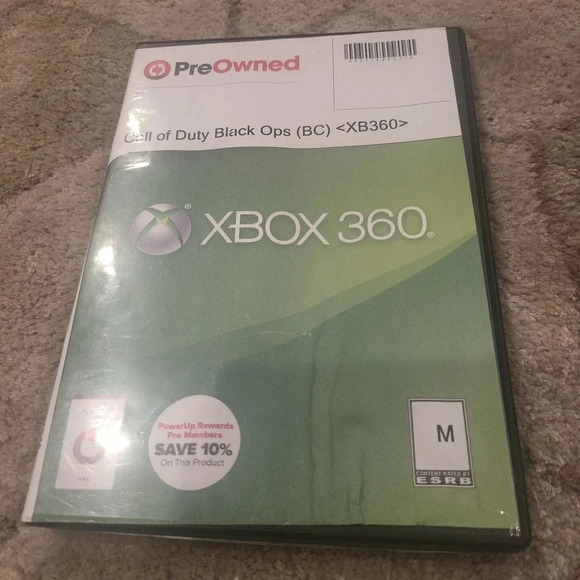 PreOwned
Call of Duty Black Ops (BC) <XB360>
XBOX 360®
PowerUp Rewards
Pro Members
SAVE 10%
On This Product
M
CONTENT RATED BY
ESRB